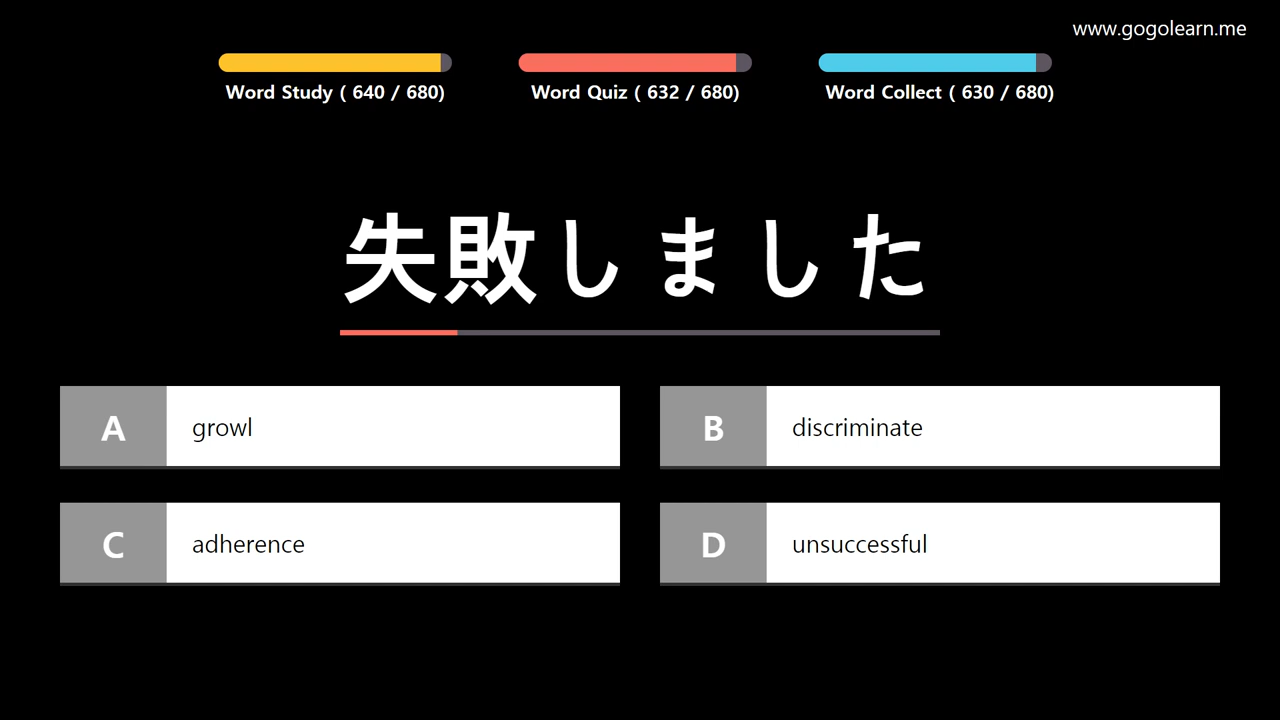 www.gogolearn.me
Word Study ( 640 / 680)
Word Quiz ( 632 / 680)
Word Collect ( 630 / 680)
失敗しました
A growl
B discriminate
C adherence
D unsuccessful